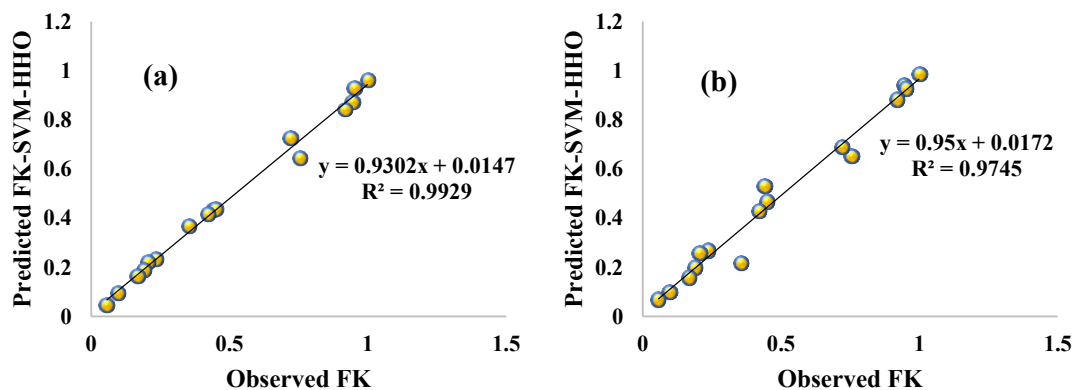 (a)
Predicted FK-SVM-HHO
1.2
1
0.8
0.6
0.4
0.2
0
y = 0.9302x + 0.0147
R² = 0.9929
0 0.5 1 1.5
Observed FK
(b)
Predicted FK-SVM-HHO
1.2
1
0.8
0.6
0.4
0.2
0
y = 0.95x + 0.0172
R² = 0.9745
0 0.5 1 1.5
Observed FK